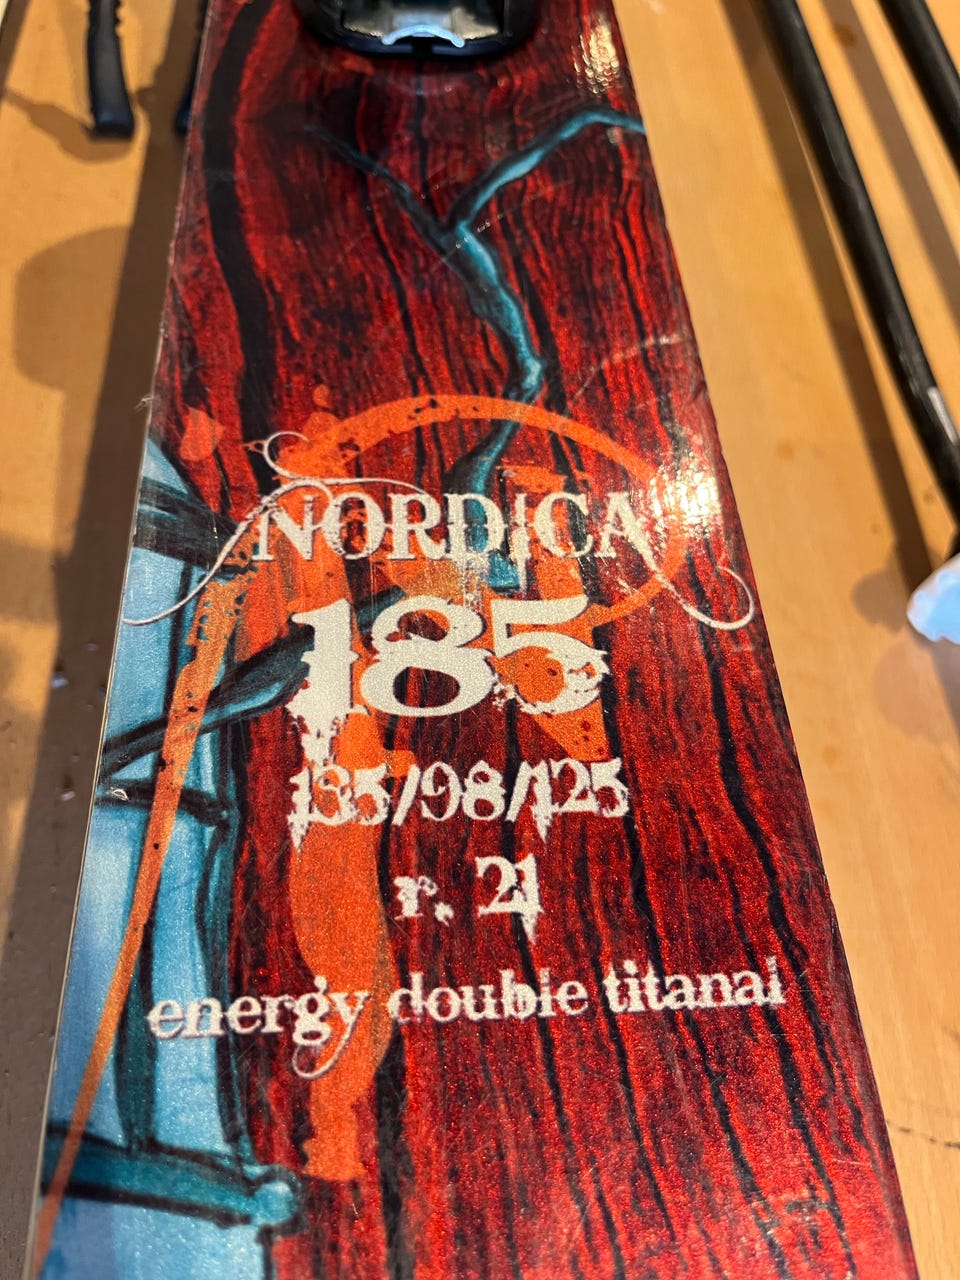 NORDICA
185
135/98/125
r. 21
energy double titanal